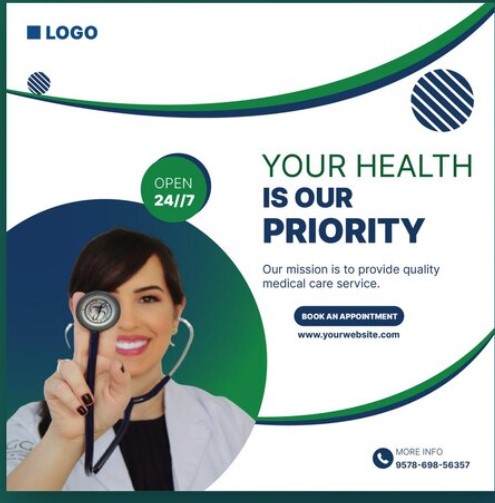 LOGO
OPEN
24//7
YOUR HEALTH
IS OUR
PRIORITY
Our mission is to provide quality
medical care service.
BOOK AN APPOINTMENT
www.yourwebsite.com
MORE INFO
9578-698-56357